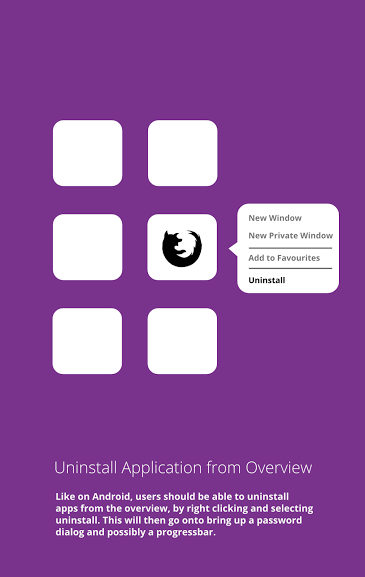 New Window
New Private Window
Add to Favourites
Uninstall
Uninstall Application from Overview
Like on Android, users should be able to uninstall
apps from the overview, by right clicking and selecting
uninstall. This will then go onto bring up a password
dialog and possibly a progressbar.